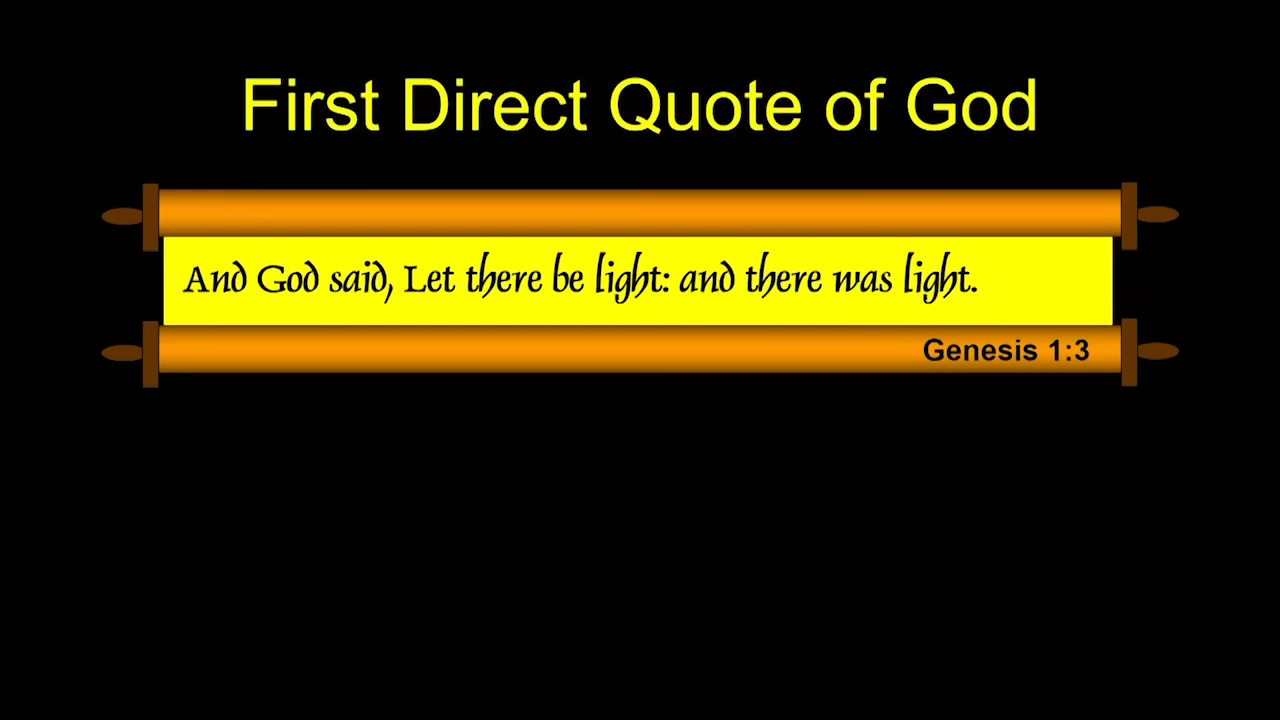 First Direct Quote of God
And God said, Let there be light: and there was light.
Genesis 1:3